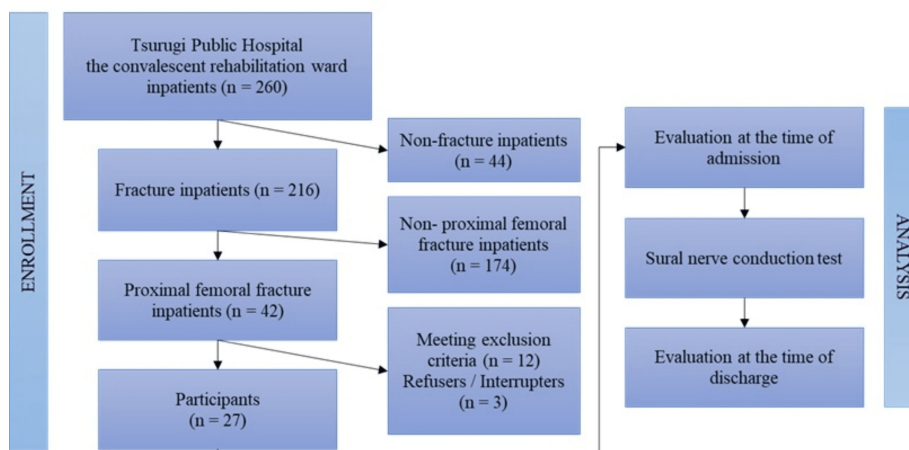 ENROLLMENT
Tsurugi Public Hospital
the convalescent rehabilitation ward
inpatients (n = 260)
Non-fracture inpatients
(n = 44)
Fracture inpatients (n = 216)
Non- proximal femoral
fracture inpatients
(n = 174)
Proximal femoral fracture
inpatients (n = 42)
Meeting exclusion
criteria (n = 12)
Refusers / Interrupters
(n = 3)
Participants
(n = 27)
Evaluation at the time of
admission
Sural nerve conduction test
Evaluation at the time of
discharge
ANALYSIS